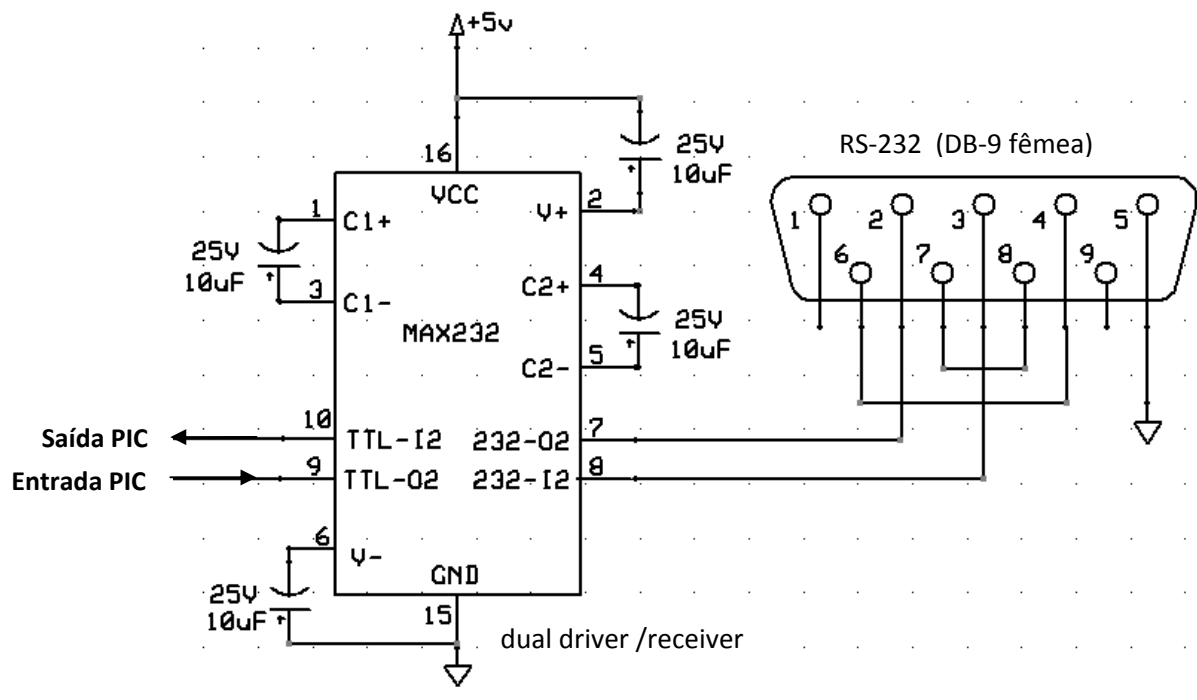 +5v
25V
10uF
RS-232 (DB-9 fêmea)
16
VCC
1
C1+
2
V+
25V
10uF
3
C1-
4
C2+
25V
10uF
5
C2-
MAX232
1 2 3 4 5
6 7 8 9
Saída PIC
10
TTL-I2
232-O2
7
Entrada PIC
9
TTL-O2
232-I2
8
6
V-
25V
10uF
GND
15
dual driver /receiver